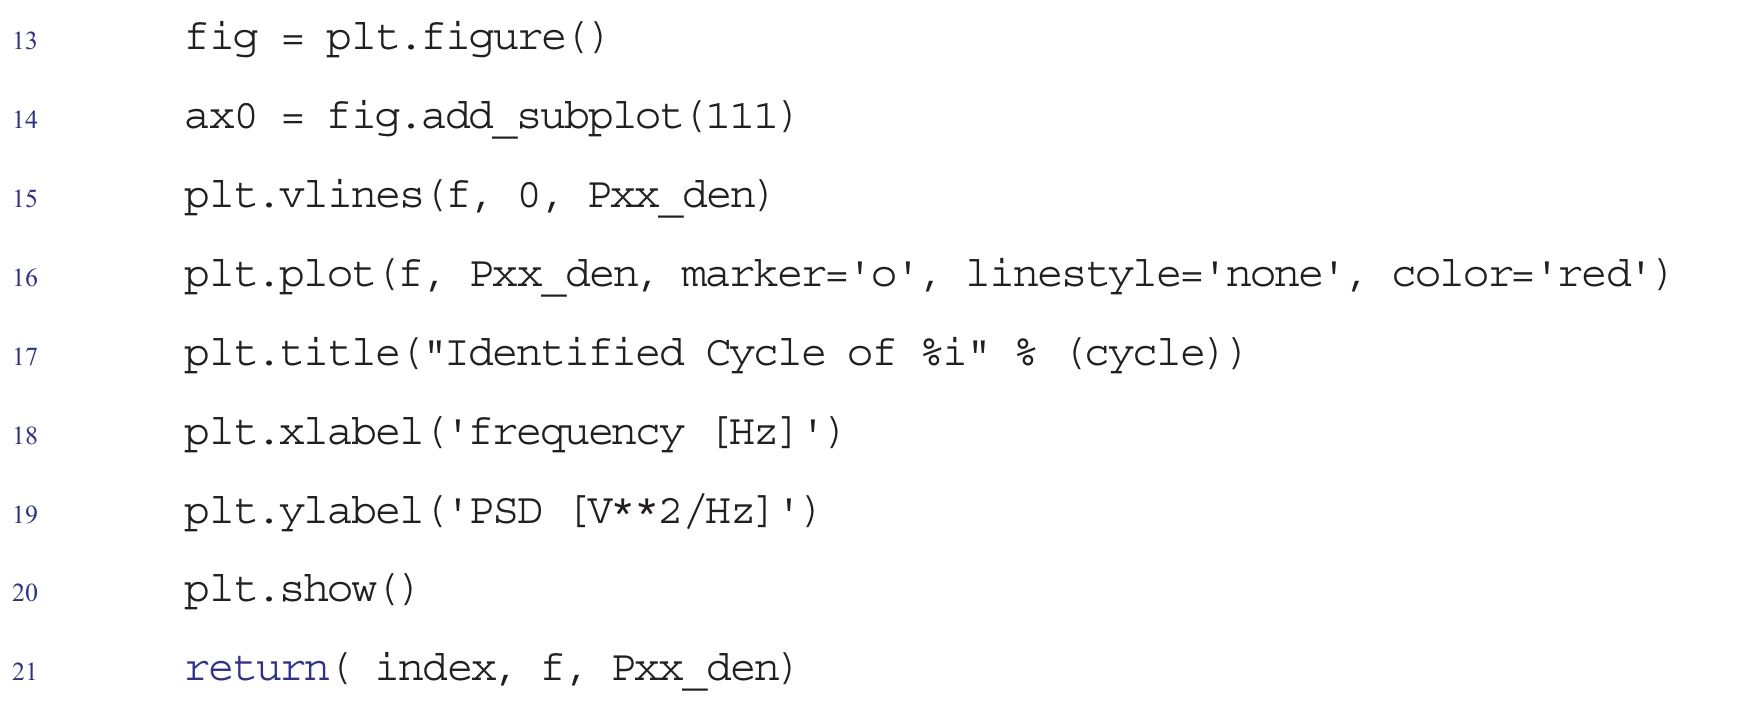 13 fig = plt.figure()
14 ax0 = fig.add_subplot(111)
15 plt.vlines(f, 0, Pxx_den)
16 plt.plot(f, Pxx_den, marker='o', linestyle='none', color='red')
17 plt.title("Identified Cycle of %i" % (cycle))
18 plt.xlabel('frequency [Hz]')
19 plt.ylabel('PSD [V**2/Hz]')
20 plt.show()
21 return( index, f, Pxx_den)